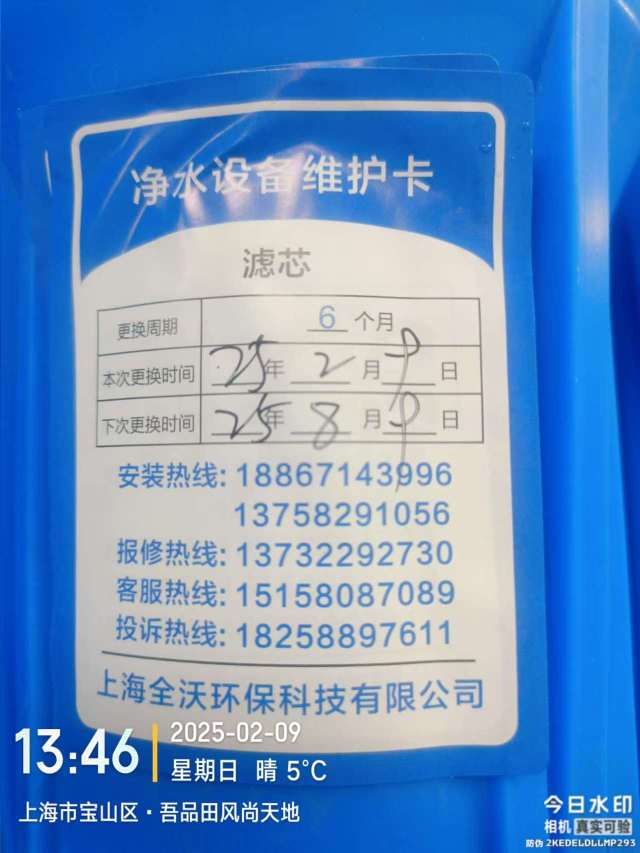 净水设备维护卡
滤芯
更换周期 6 个月
本次更换时间 25年 2 月 9 日
下次更换时间 25年 8 月 9 日
安装热线: 18867143996
13758291056
报修热线: 13732292730
客服热线: 15158087089
投诉热线: 18258897611
上海全沃环保科技有限公司
13:46
2025-02-09
星期日 晴 5°C
上海市宝山区·吾品田风尚天地
今日水印
相机 真实可验
防伪 2KEDELDLLMP293